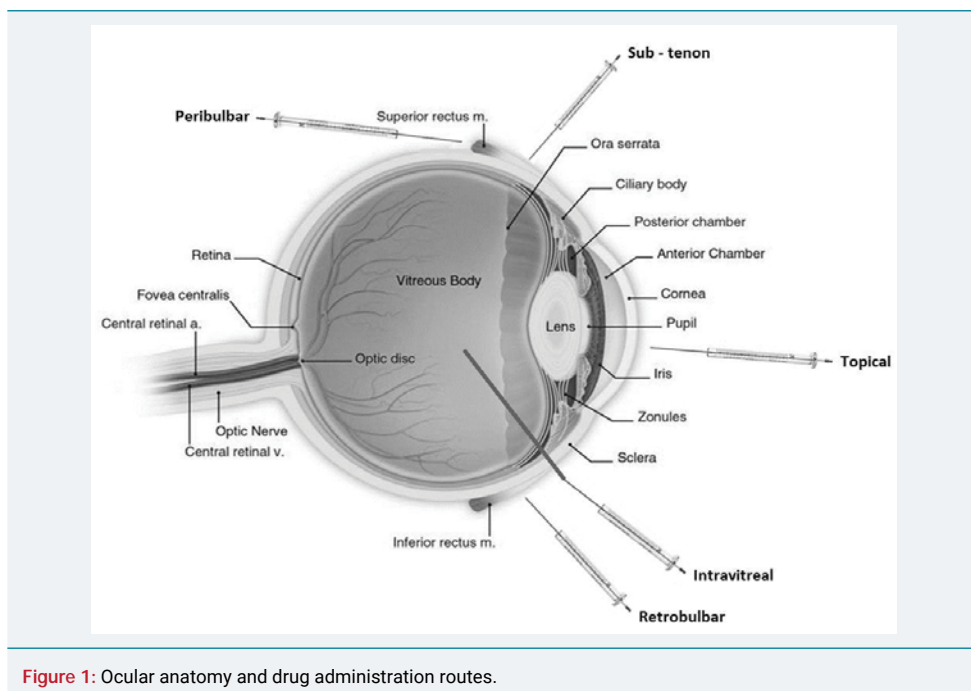 Sub - tenon
Peribulbar
Superior rectus m.
Ora serrata
Ciliary body
Posterior chamber
Anterior Chamber
Retina
Vitreous Body
Fovea centralis
Cornea
Central retinal a.
Lens
Pupil
Optic disc
Topical
Iris
Zonules
Optic Nerve
Central retinal v.
Sclera
Inferior rectus m.
Intravitreal
Retrobulbar
Figure 1: Ocular anatomy and drug administration routes.